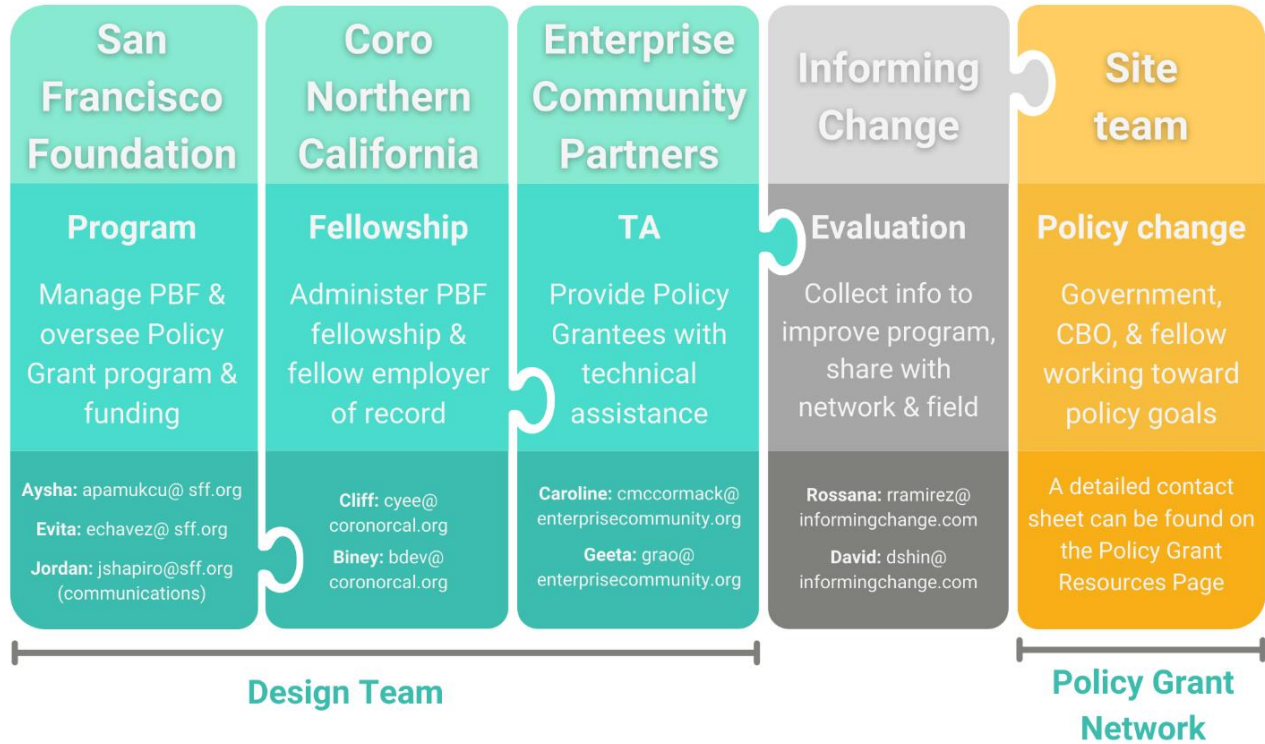 San
Francisco
Foundation
Program
Manage PBF &
oversee Policy
Grant program &
funding
Aysha: apamukcu@ sff.org
Evita: echavez@ sff.org
Jordan: jshapiro@sff.org
(communications)
Coro
Northern
California
Fellowship
Administer PBF
fellowship &
fellow employer
of record
Cliff: cyee@
coronorcal.org
Biney: bdev@
coronorcal.org
Enterprise
Community
Partners
TA
Provide Policy
Grantees with
technical
assistance
Caroline: cmccormack@
enterprisecommunity.org
Geeta: grao@
enterprisecommunity.org
Informing
Change
Evaluation
Collect info to
improve program,
share with
network & field
Rossana: rramirez@
informingchange.com
David: dshin@
informingchange.com
Site
team
Policy change
Government,
CBO, & fellow
working toward
policy goals
A detailed contact
sheet can be found on
the Policy Grant
Resources Page
Design Team
Policy Grant
Network